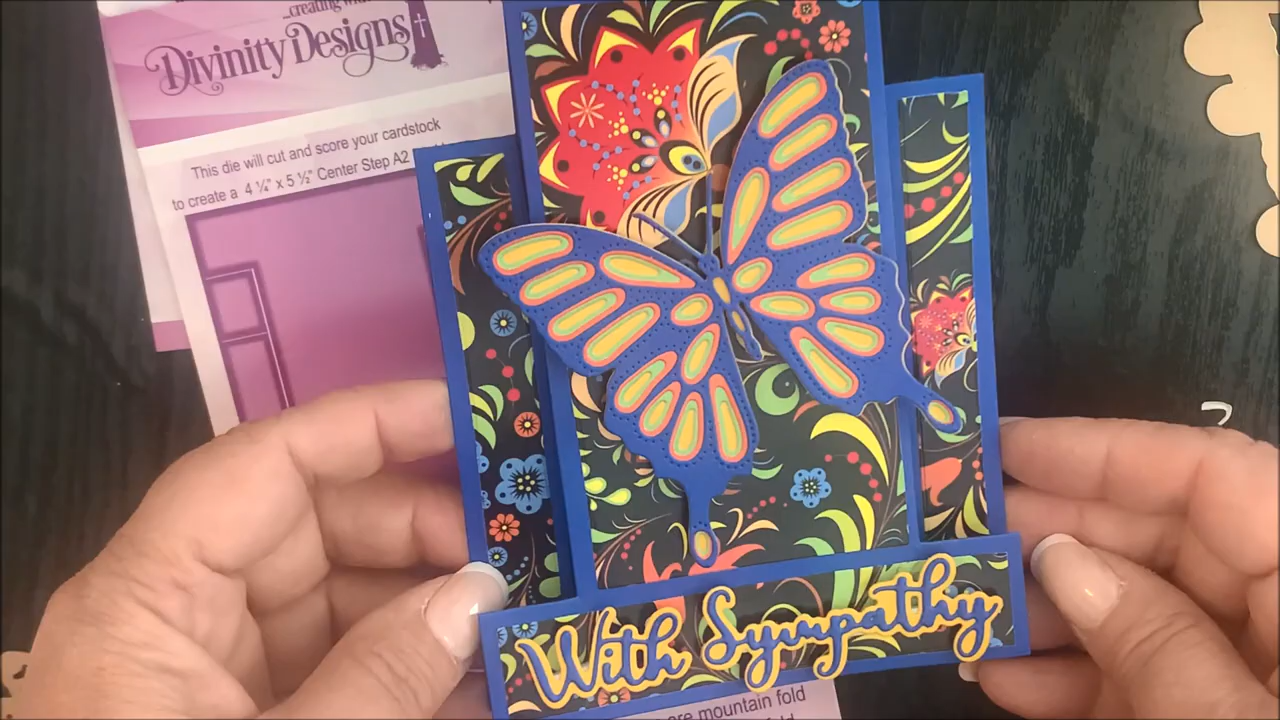 ...creating with
Divinity Designs
This die will cut and score your cardstock
to create a 4 ¼" x 5 ½" Center Step A2
With Sympathy
are mountain fold